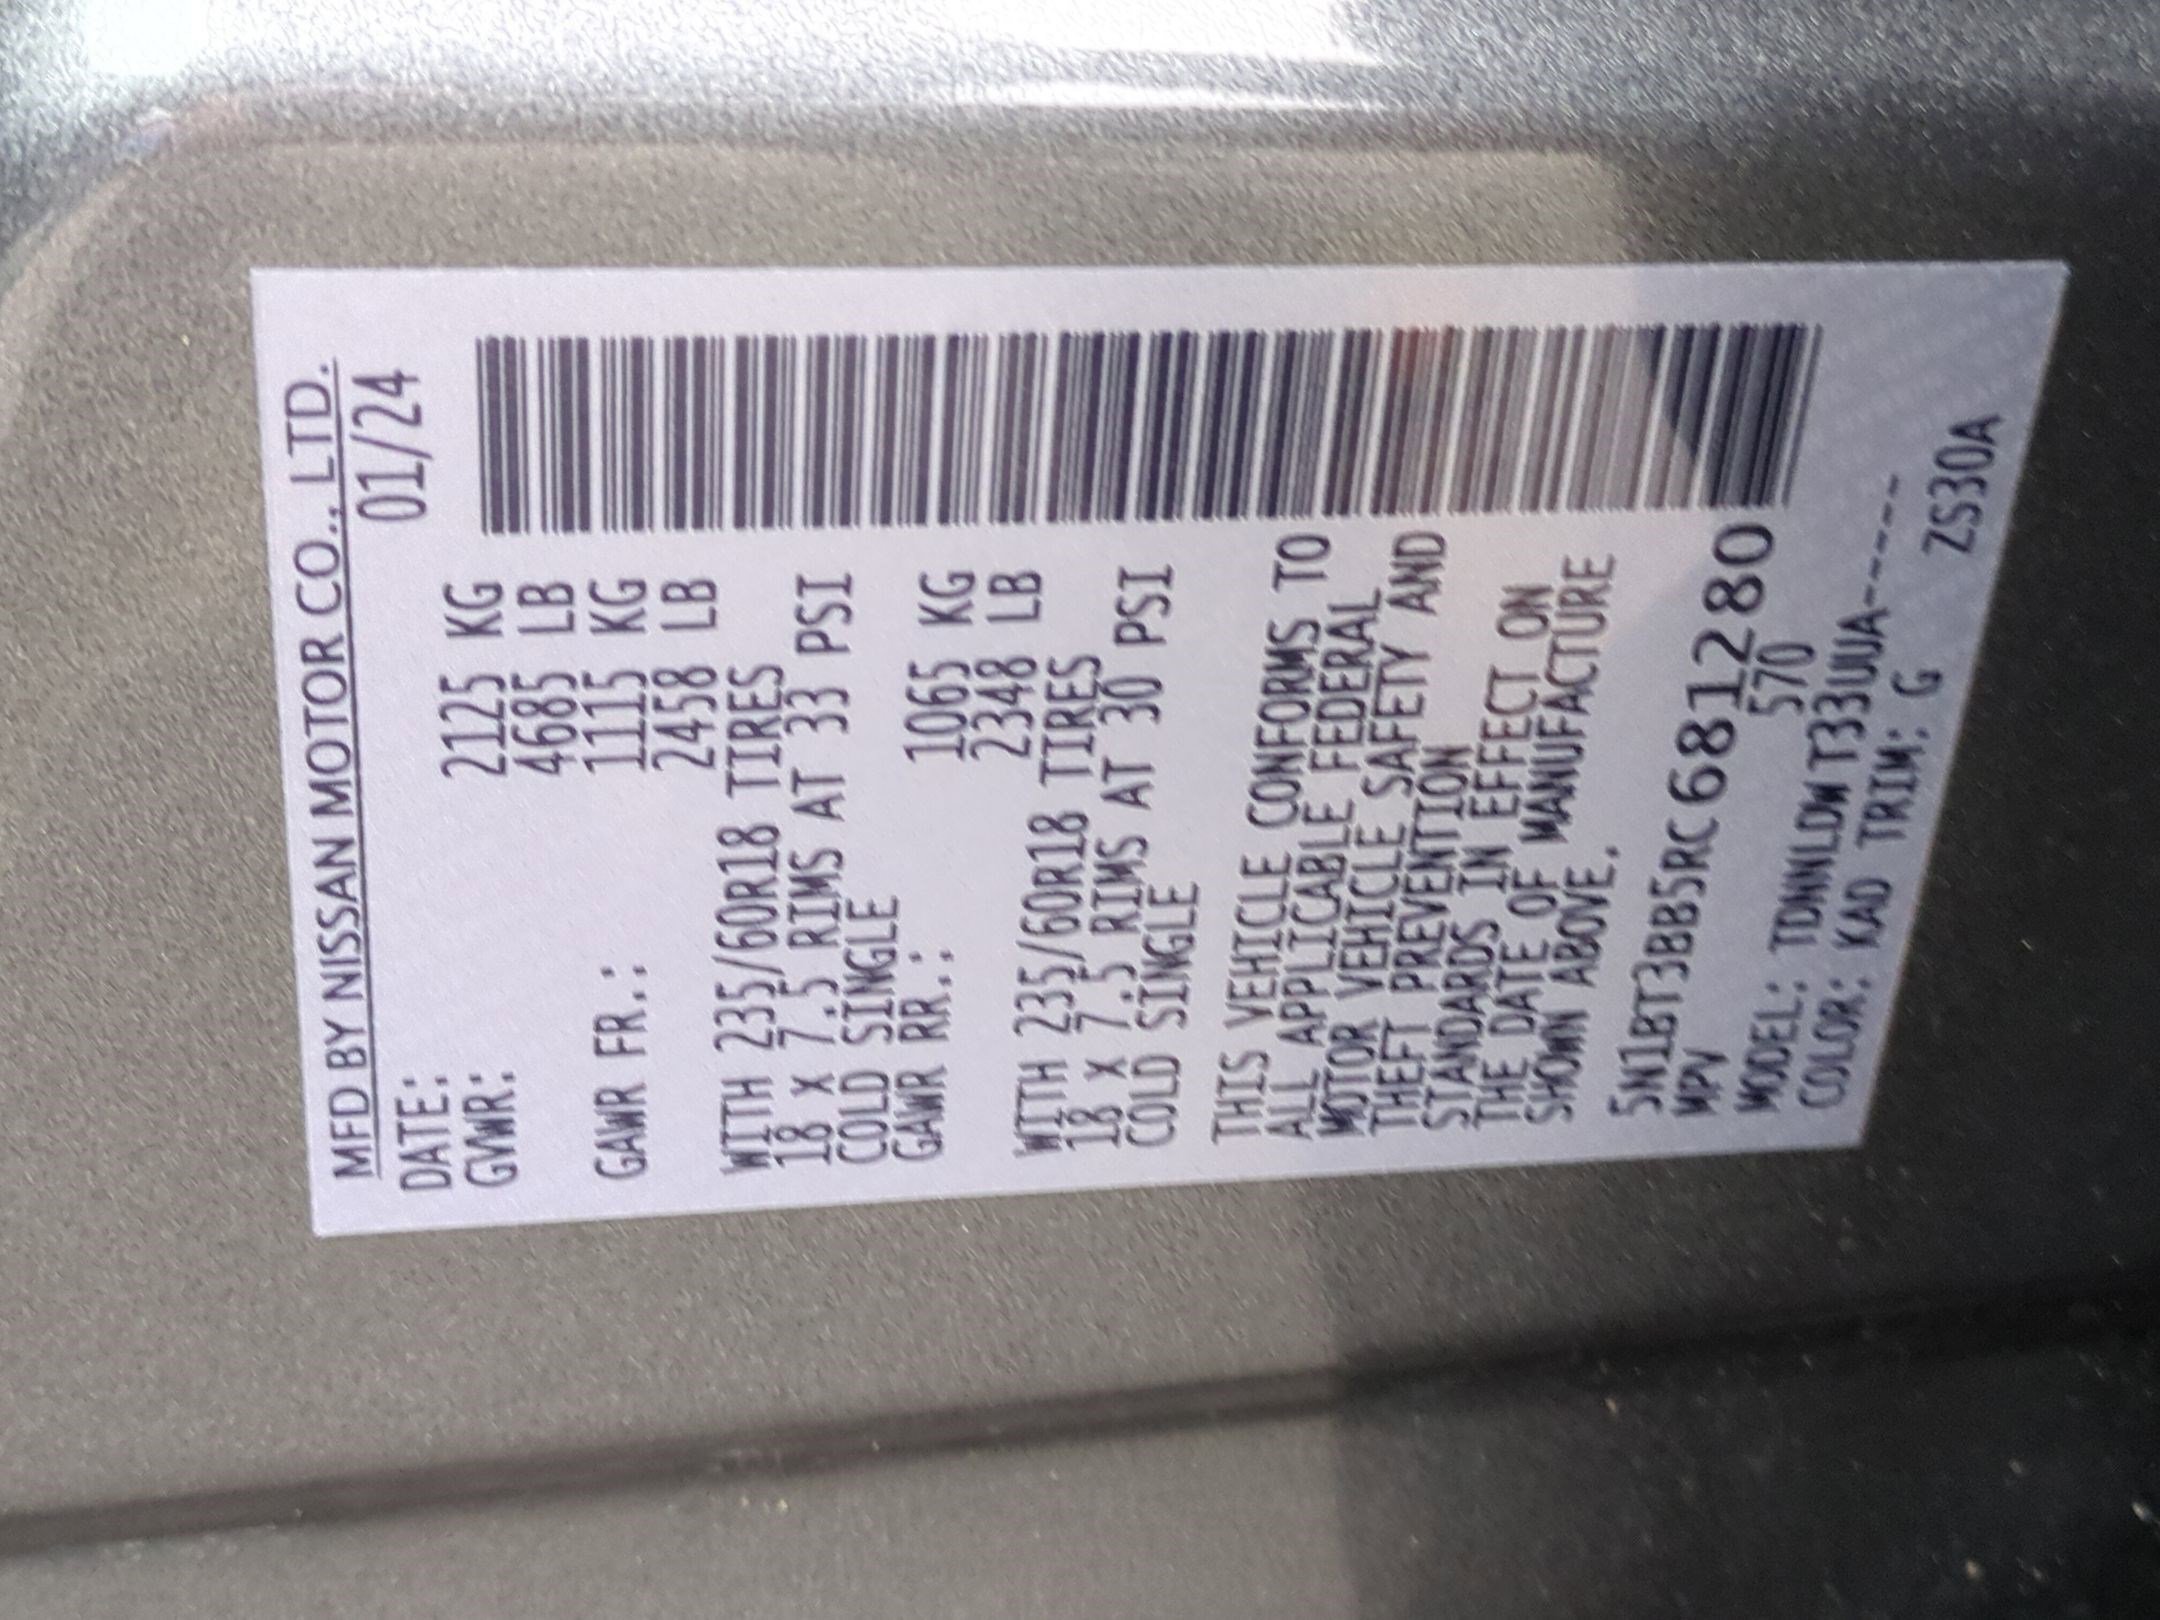 MFD BY NISSAN MOTOR CO., LTD.
DATE: 01/24
GVWR: 2125 KG
4685 LB
GAWR FR.: 1115 KG
2458 LB
WITH 235/60R18 TIRES
18 X 7.5 RIMS AT 33 PSI
COLD SINGLE
GAWR RR.: 1065 KG
2348 LB
WITH 235/60R18 TIRES
18 X 7.5 RIMS AT 30 PSI
COLD SINGLE
THIS VEHICLE CONFORMS TO
ALL APPLICABLE FEDERAL
MOTOR VEHICLE SAFETY AND
THEFT PREVENTION
STANDARDS IN EFFECT ON
THE DATE OF MANUFACTURE
SHOWN ABOVE.
5N1BT3BB5RC681280
MPV 570
MODEL: TDNNLDWT33UUA------
COLOR: KAD TRIM: G ZS30A